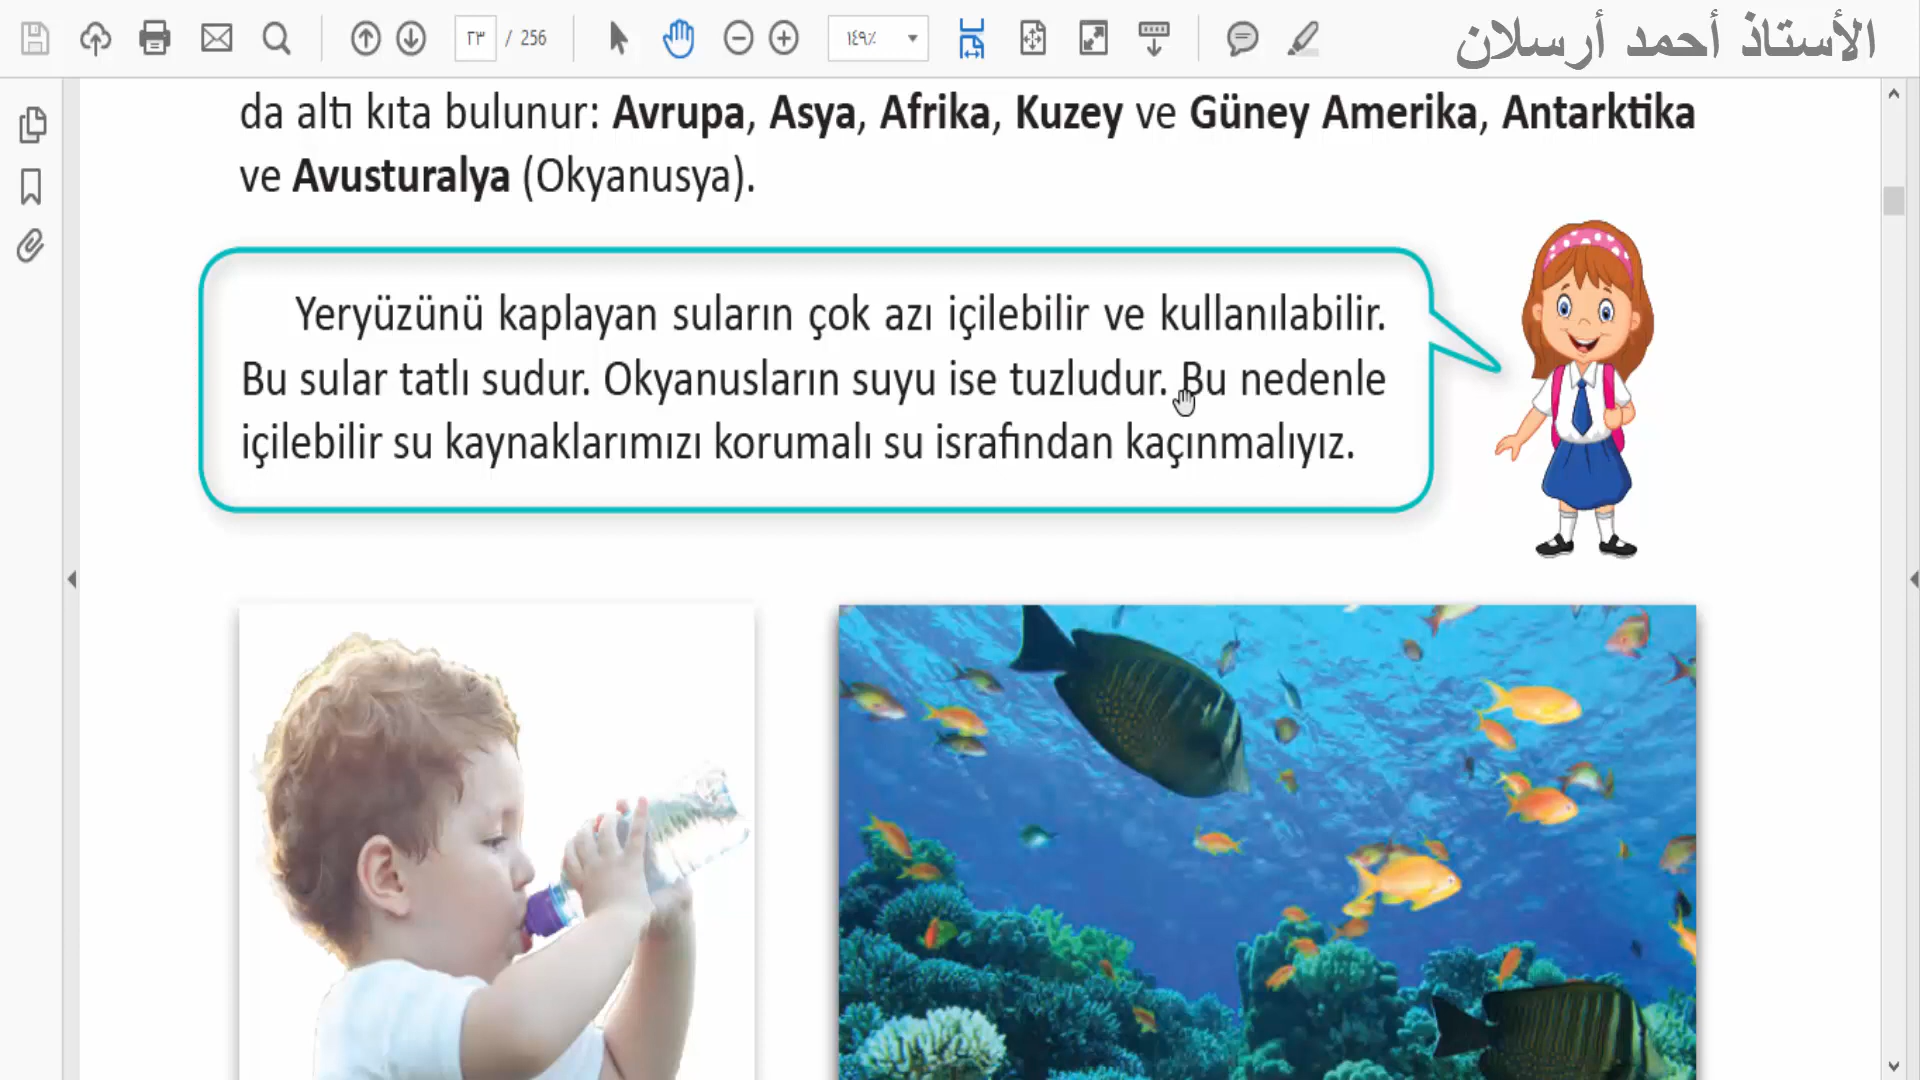 ٢٣ / 256
١٤٩٪
الأستاذ أحمد أرسلان
da altı kıta bulunur: Avrupa, Asya, Afrika, Kuzey ve Güney Amerika, Antarktika
ve Avusturalya (Okyanusya).
Yeryüzünü kaplayan suların çok azı içilebilir ve kullanılabilir.
Bu sular tatlı sudur. Okyanusların suyu ise tuzludur. Bu nedenle
içilebilir su kaynaklarımızı korumalı su israfından kaçınmalıyız.